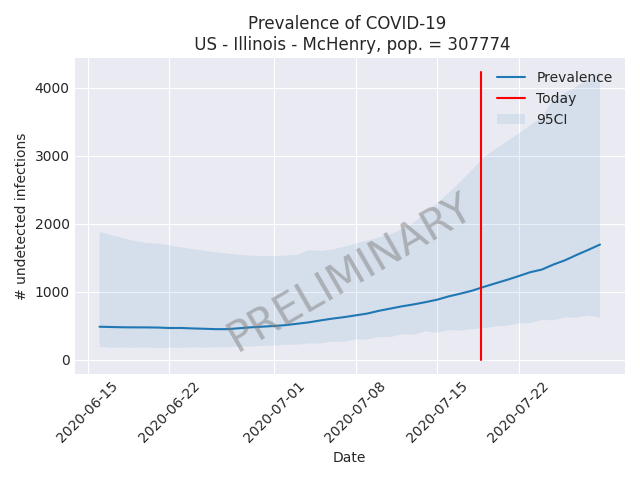 Prevalence of COVID-19
US - Illinois - McHenry, pop. = 307774
# undetected infections
4000
3000
2000
1000
0
Prevalence
Today
95CI
PRELIMINARY
2020-06-15
2020-06-22
2020-07-01
2020-07-08
2020-07-15
2020-07-22
Date